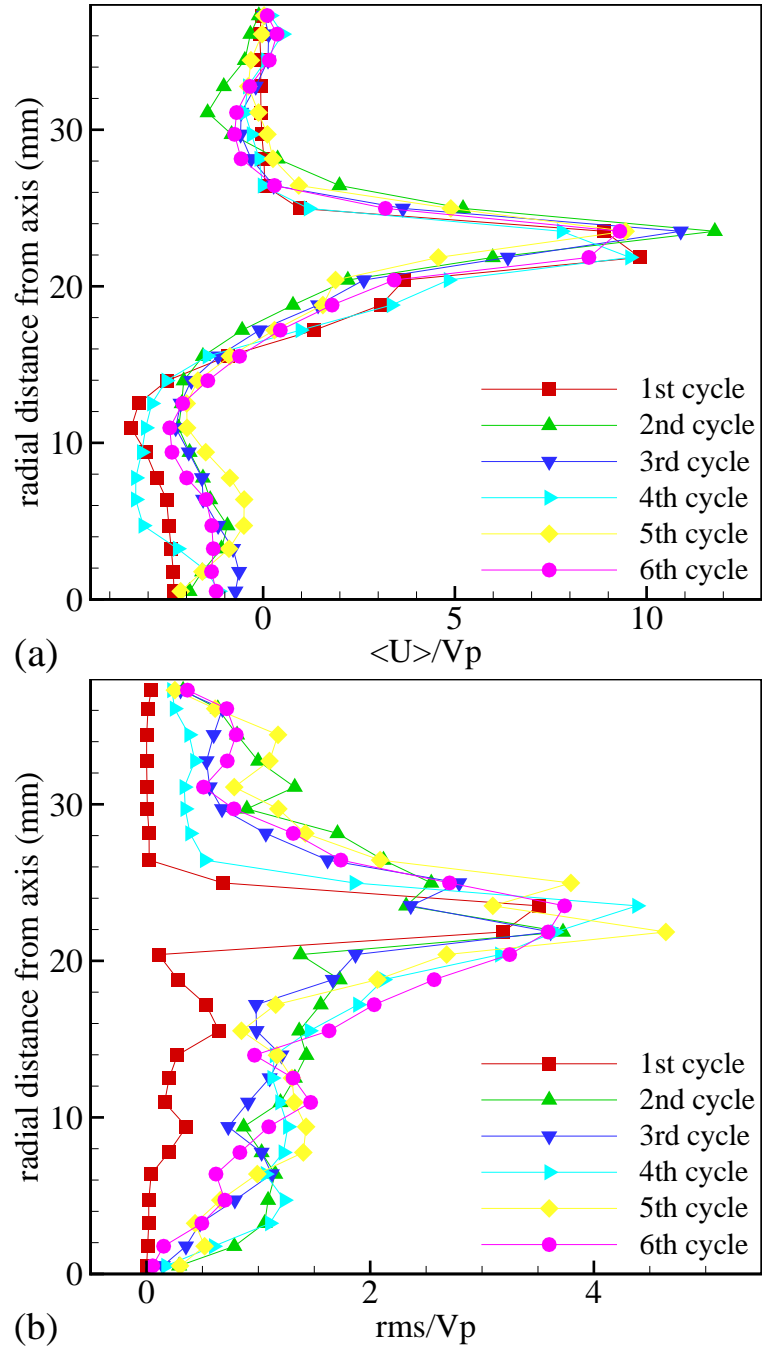 (a)
radial distance from axis (mm)
30
20
10
0
1st cycle
2nd cycle
3rd cycle
4th cycle
5th cycle
6th cycle
0 5 10
<U>/Vp
(b)
radial distance from axis (mm)
30
20
10
0
1st cycle
2nd cycle
3rd cycle
4th cycle
5th cycle
6th cycle
0 2 4
rms/Vp